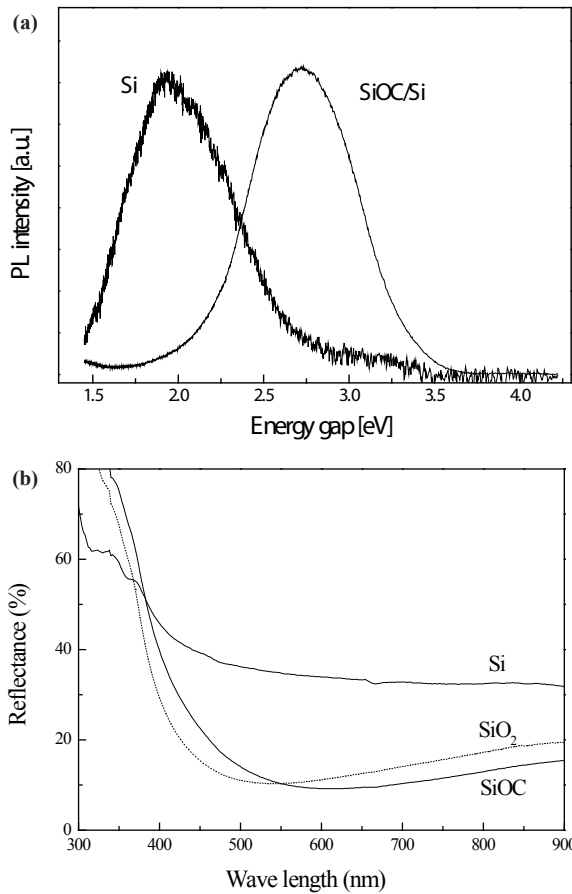 (a)
Si
SiOC/Si
PL intensity [a.u.]
1.5 2.0 2.5 3.0 3.5 4.0
Energy gap [eV]
(b)
80
60
40
20
0
Reflectance (%)
Si
SiO₂
SiOC
300 400 500 600 700 800 900
Wave length (nm)